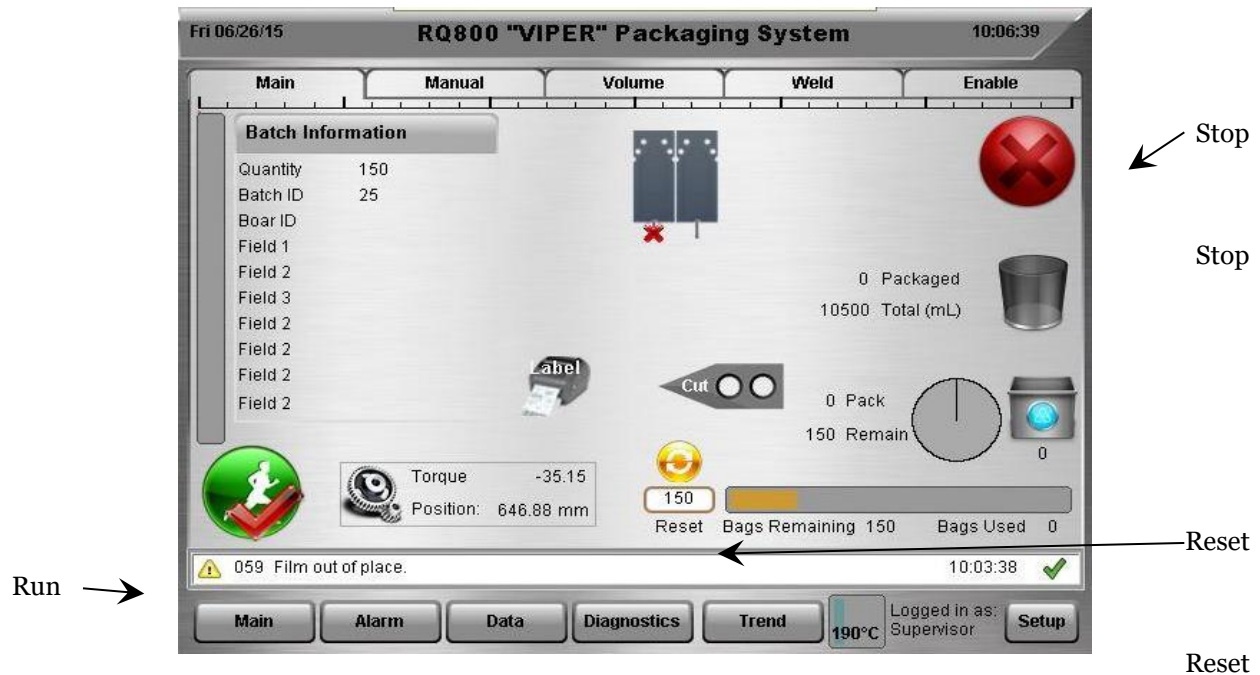 Fri 06/26/15 RQ800 "VIPER" Packaging System 10:06:39
Main Manual Volume Weld Enable
Batch Information
Quantity 150
Batch ID 25
Boar ID
Field 1
Field 2
Field 3
Field 2
Field 2
Field 2
Field 2
Stop
Stop
0 Packaged
10500 Total (mL)
Label
Cut
0 Pack
150 Remain
0
Torque -35.15
Position: 646.88 mm
150
Reset Bags Remaining 150 Bags Used 0
Reset
059 Film out of place. 10:03:38
Run
Main Alarm Data Diagnostics Trend 190°C Logged in as: Supervisor Setup
Reset